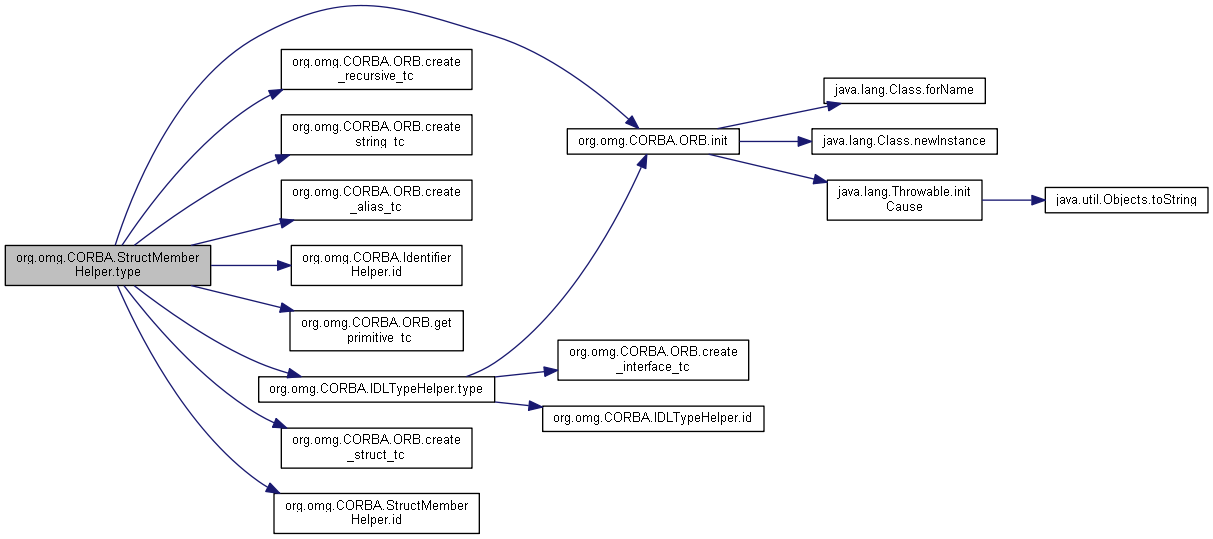 org.omg.CORBA.StructMember
Helper.type
org.omg.CORBA.ORB.create
_recursive_tc
org.omg.CORBA.ORB.create
_string_tc
org.omg.CORBA.ORB.create
_alias_tc
org.omg.CORBA.Identifier
Helper.id
org.omg.CORBA.ORB.get
_primitive_tc
org.omg.CORBA.IDLTypeHelper.type
org.omg.CORBA.ORB.create
_struct_tc
org.omg.CORBA.StructMember
Helper.id
org.omg.CORBA.ORB.init
org.omg.CORBA.ORB.create
_interface_tc
org.omg.CORBA.IDLTypeHelper.id
java.lang.Class.forName
java.lang.Class.newInstance
java.lang.Throwable.init
Cause
java.util.Objects.toString